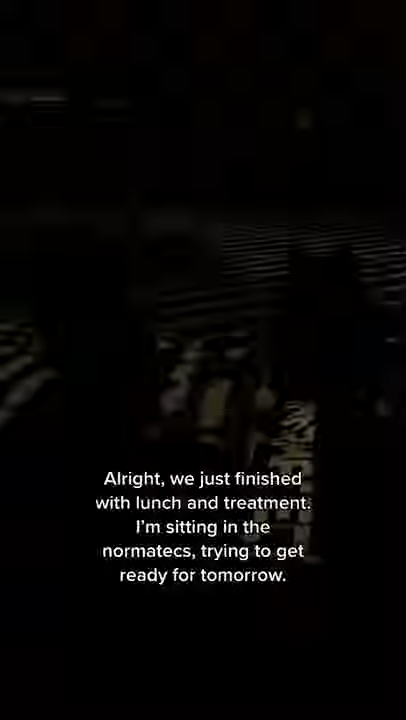 Alright, we just finished
with lunch and treatment.
I'm sitting in the
normatecs, trying to get
ready for tomorrow.